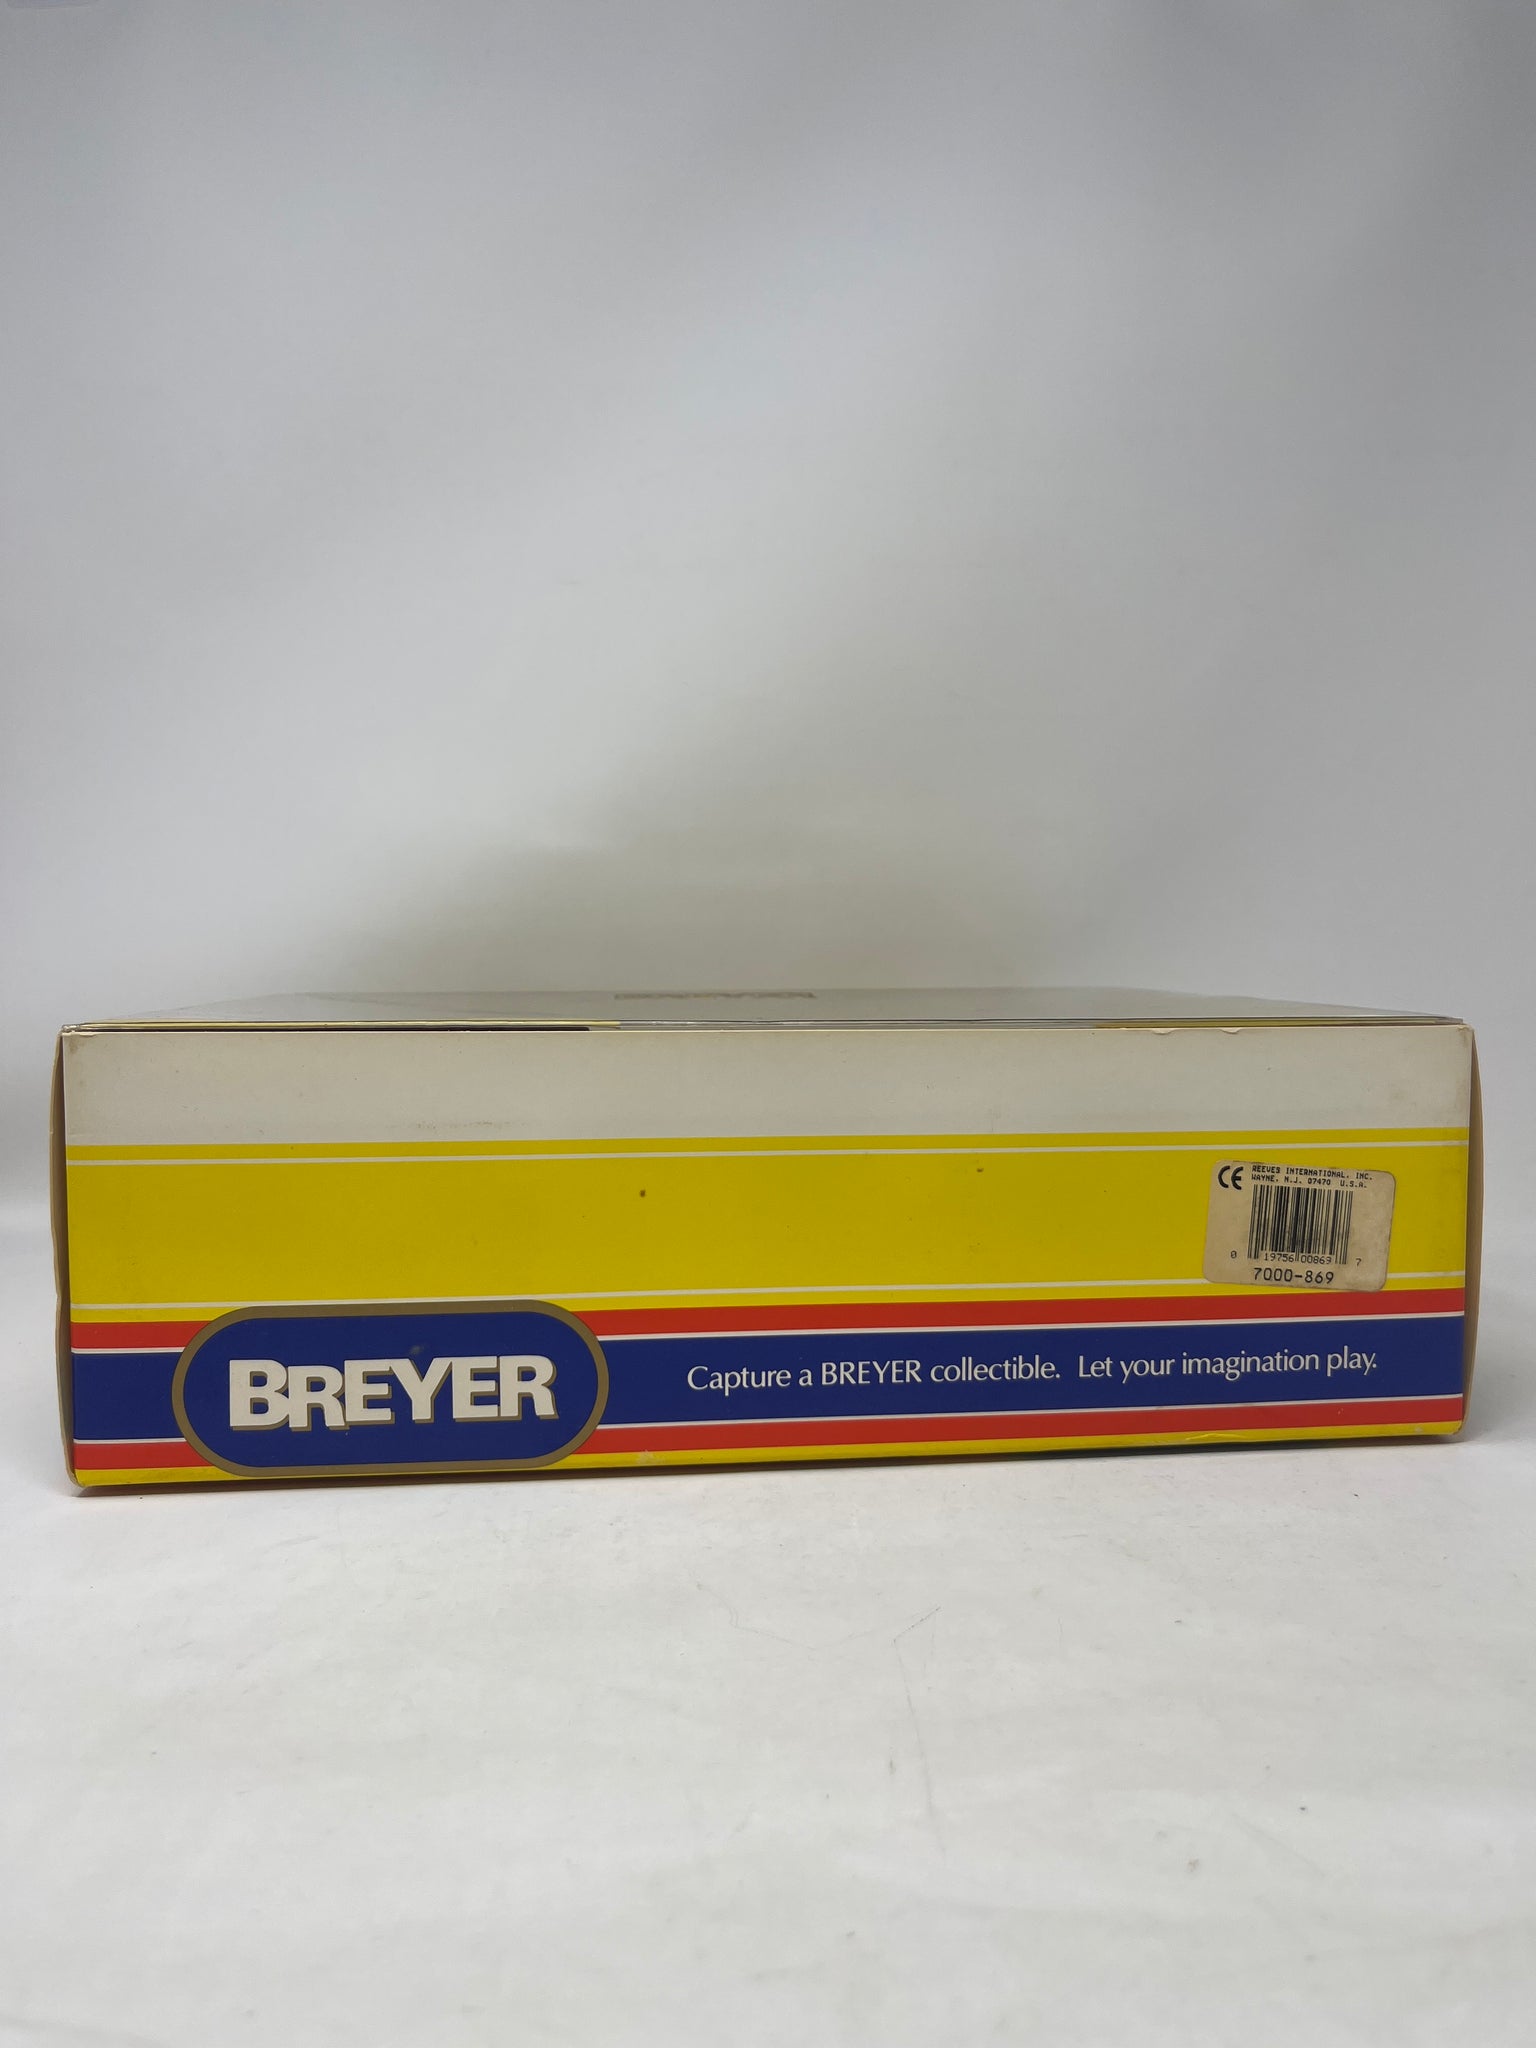 CE REEVES INTERNATIONAL, INC.
WAYNE, N.J. 07470 U.S.A.
0 19756 00869 7
7000-869
BREYER
Capture a BREYER collectible. Let your imagination play.